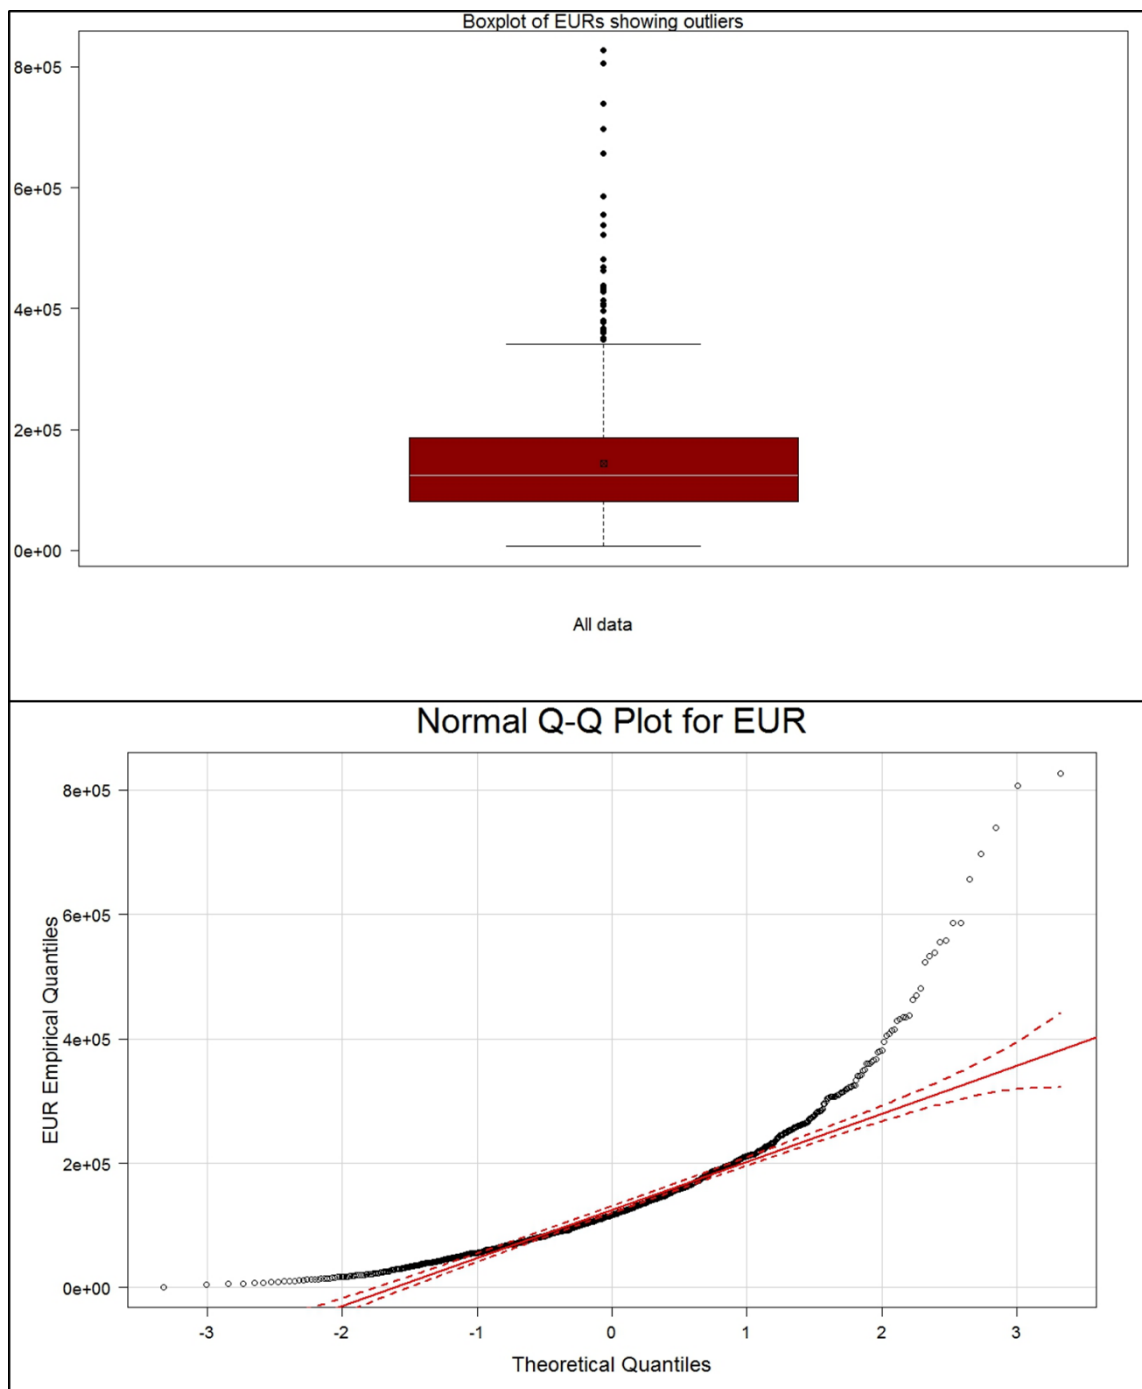 Boxplot of EURs showing outliers
8e+05
6e+05
4e+05
2e+05
0e+00
All data
Normal Q-Q Plot for EUR
8e+05
6e+05
4e+05
2e+05
0e+00
EUR Empirical Quantiles
-3 -2 -1 0 1 2 3
Theoretical Quantiles